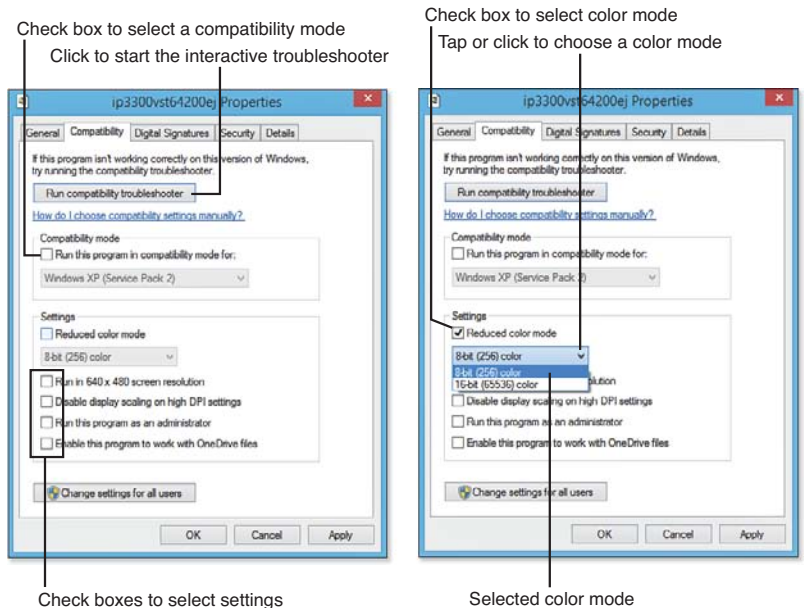 Check box to select a compatibility mode
Click to start the interactive troubleshooter
ip3300vst64200ej Properties
General Compatibility Digital Signatures Security Details
If this program isn't working correctly on this version of Windows,
try running the compatibility troubleshooter.
Run compatibility troubleshooter
How do I choose compatibility settings manually?
Compatibility mode
Run this program in compatibility mode for:
Windows XP (Service Pack 2)
Settings
Reduced color mode
8-bit (256) color
Run in 640 x 480 screen resolution
Disable display scaling on high DPI settings
Run this program as an administrator
Enable this program to work with OneDrive files
Change settings for all users
OK Cancel Apply
Check boxes to select settings
Check box to select color mode
Tap or click to choose a color mode
ip3300vst64200ej Properties
General Compatibility Digital Signatures Security Details
If this program isn't working correctly on this version of Windows,
try running the compatibility troubleshooter.
Run compatibility troubleshooter
How do I choose compatibility settings manually?
Compatibility mode
Run this program in compatibility mode for:
Windows XP (Service Pack 2)
Settings
Reduced color mode
8-bit (256) color
8-bit (256) color
16-bit (65536) color
Disable display scaling on high DPI settings
Run this program as an administrator
Enable this program to work with OneDrive files
Change settings for all users
OK Cancel Apply
Selected color mode